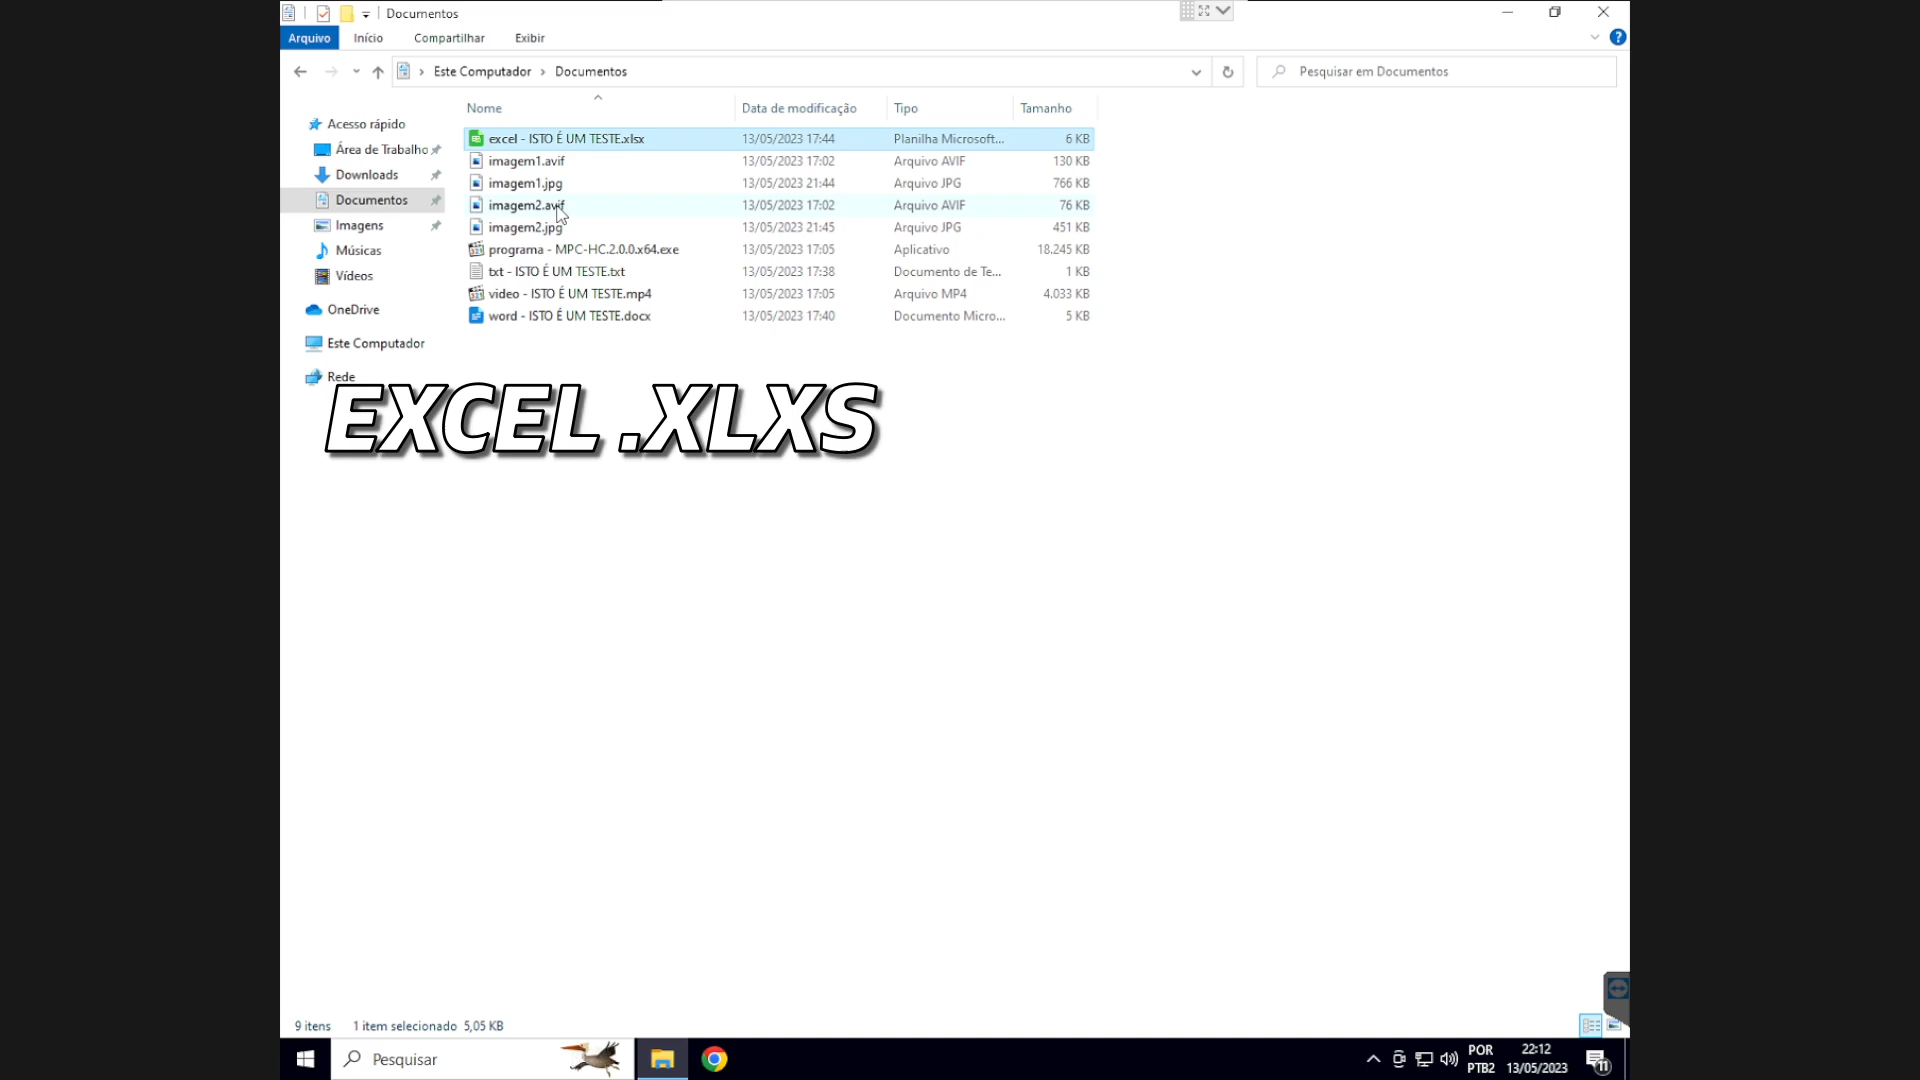 Documentos
Arquivo Início Compartilhar Exibir
Este Computador Documentos Pesquisar em Documentos
Nome Data de modificação Tipo Tamanho
Acesso rápido
Área de Trabalho
Downloads
Documentos
Imagens
Músicas
Vídeos
OneDrive
Este Computador
Rede
excel - ISTO É UM TESTE.xlsx 13/05/2023 17:44 Planilha Microsoft... 6 KB
imagem1.avif 13/05/2023 17:02 Arquivo AVIF 130 KB
imagem1.jpg 13/05/2023 21:44 Arquivo JPG 766 KB
imagem2.avif 13/05/2023 17:02 Arquivo AVIF 76 KB
imagem2.jpg 13/05/2023 21:45 Arquivo JPG 451 KB
programa - MPC-HC.2.0.0.x64.exe 13/05/2023 17:05 Aplicativo 18.245 KB
txt - ISTO É UM TESTE.txt 13/05/2023 17:38 Documento de Te... 1 KB
video - ISTO É UM TESTE.mp4 13/05/2023 17:05 Arquivo MP4 4.033 KB
word - ISTO É UM TESTE.docx 13/05/2023 17:40 Documento Micro... 5 KB
EXCEL .XLXS
9 itens 1 item selecionado 5,05 KB
Pesquisar
POR
PTB2
22:12
13/05/2023
11